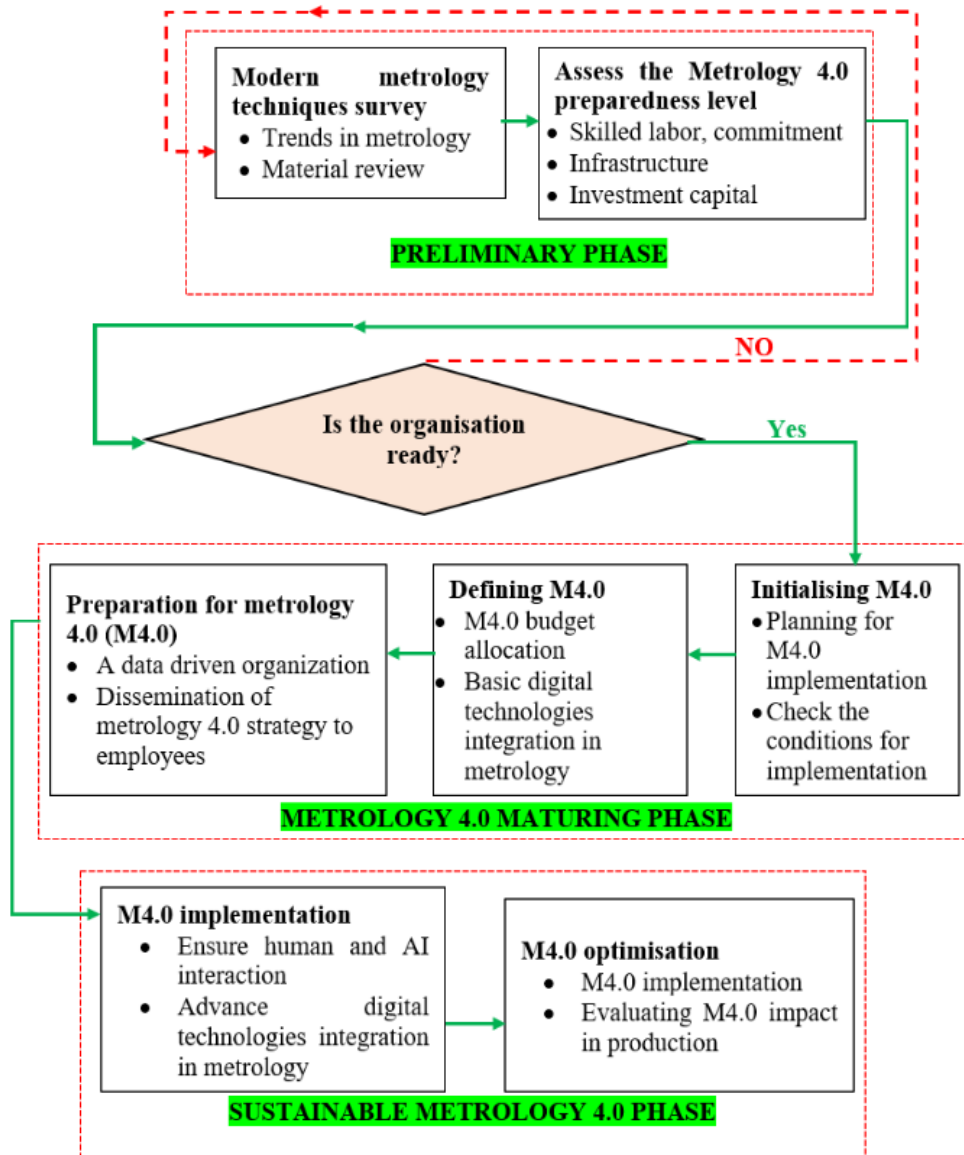 Modern metrology
techniques survey
• Trends in metrology
• Material review
Assess the Metrology 4.0
preparedness level
• Skilled labor, commitment
• Infrastructure
• Investment capital
PRELIMINARY PHASE
NO
Is the organisation
ready?
Yes
Preparation for metrology
4.0 (M4.0)
• A data driven organization
• Dissemination of
metrology 4.0 strategy to
employees
Defining M4.0
• M4.0 budget
allocation
• Basic digital
technologies
integration in
metrology
Initialising M4.0
• Planning for
M4.0
implementation
• Check the
conditions for
implementation
METROLOGY 4.0 MATURING PHASE
M4.0 implementation
• Ensure human and AI
interaction
• Advance digital
technologies integration
in metrology
M4.0 optimisation
• M4.0 implementation
• Evaluating M4.0 impact
in production
SUSTAINABLE METROLOGY 4.0 PHASE